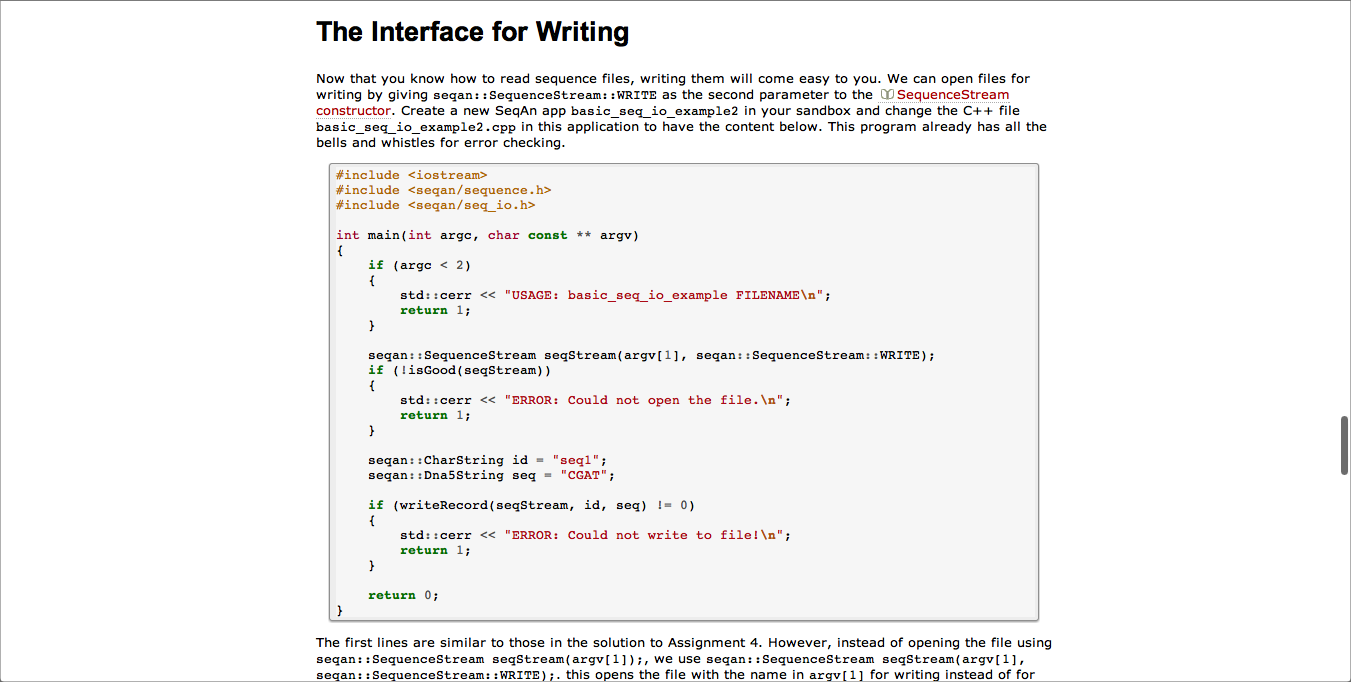 The Interface for Writing
Now that you know how to read sequence files, writing them will come easy to you. We can open files for
writing by giving seqan::SequenceStream::WRITE as the second parameter to the SequenceStream
constructor. Create a new SeqAn app basic_seq_io_example2 in your sandbox and change the C++ file
basic_seq_io_example2.cpp in this application to have the content below. This program already has all the
bells and whistles for error checking.
#include <iostream>
#include <seqan/sequence.h>
#include <seqan/seq_io.h>
int main(int argc, char const ** argv)
{
if (argc < 2)
{
std::cerr << "USAGE: basic_seq_io_example FILENAME\n";
return 1;
}
seqan::SequenceStream seqStream(argv[1], seqan::SequenceStream::WRITE);
if (!isGood(seqStream))
{
std::cerr << "ERROR: Could not open the file.\n";
return 1;
}
seqan::CharString id = "seq1";
seqan::Dna5String seq = "CGAT";
if (writeRecord(seqStream, id, seq) != 0)
{
std::cerr << "ERROR: Could not write to file!\n";
return 1;
}
return 0;
}
The first lines are similar to those in the solution to Assignment 4. However, instead of opening the file using
seqan::SequenceStream seqStream(argv[1]);, we use seqan::SequenceStream seqStream(argv[1],
seqan::SequenceStream::WRITE);. this opens the file with the name in argv[1] for writing instead of for